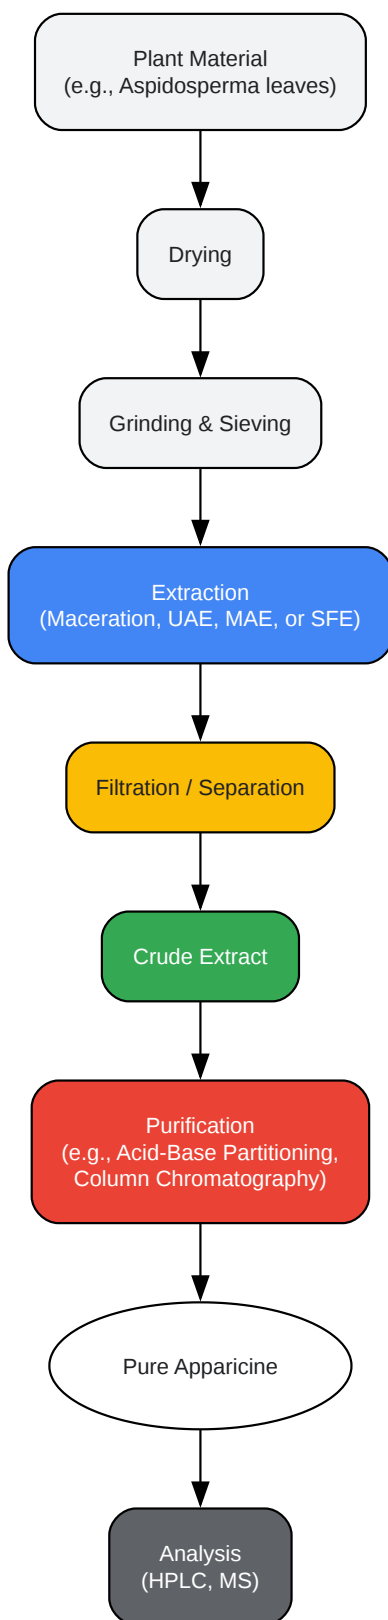 Plant Material
(e.g., Aspidosperma leaves)
Drying
Grinding & Sieving
Extraction
(Maceration, UAE, MAE, or SFE)
Filtration / Separation
Crude Extract
Purification
(e.g., Acid-Base Partitioning,
Column Chromatography)
Pure Apparicine
Analysis
(HPLC, MS)